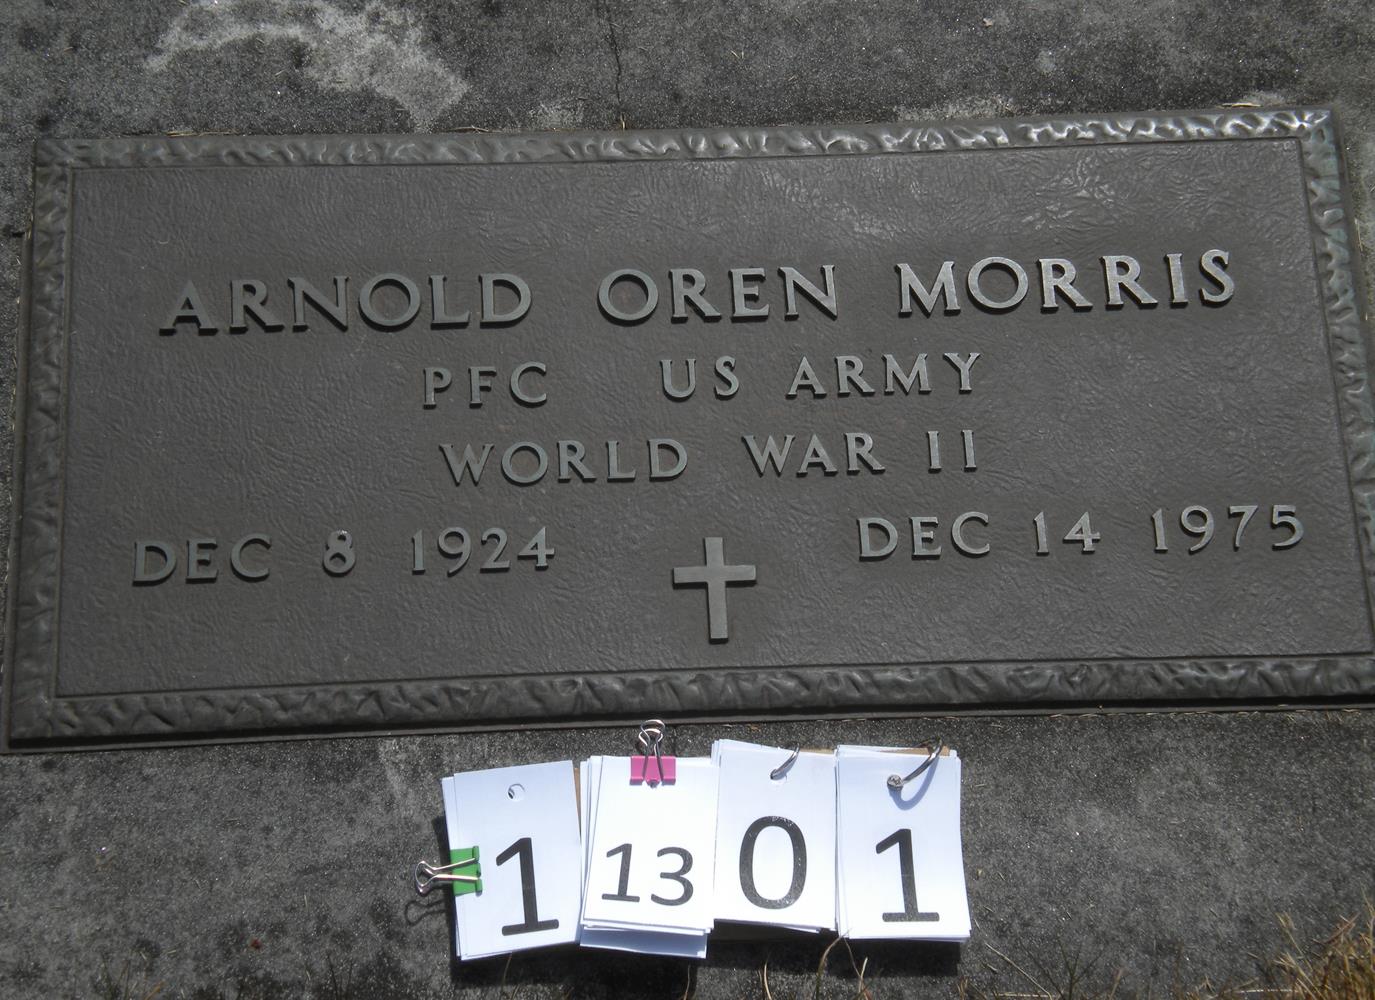 ARNOLD OREN MORRIS
PFC US ARMY
WORLD WAR II
DEC 8 1924 DEC 14 1975
1 13 0 1